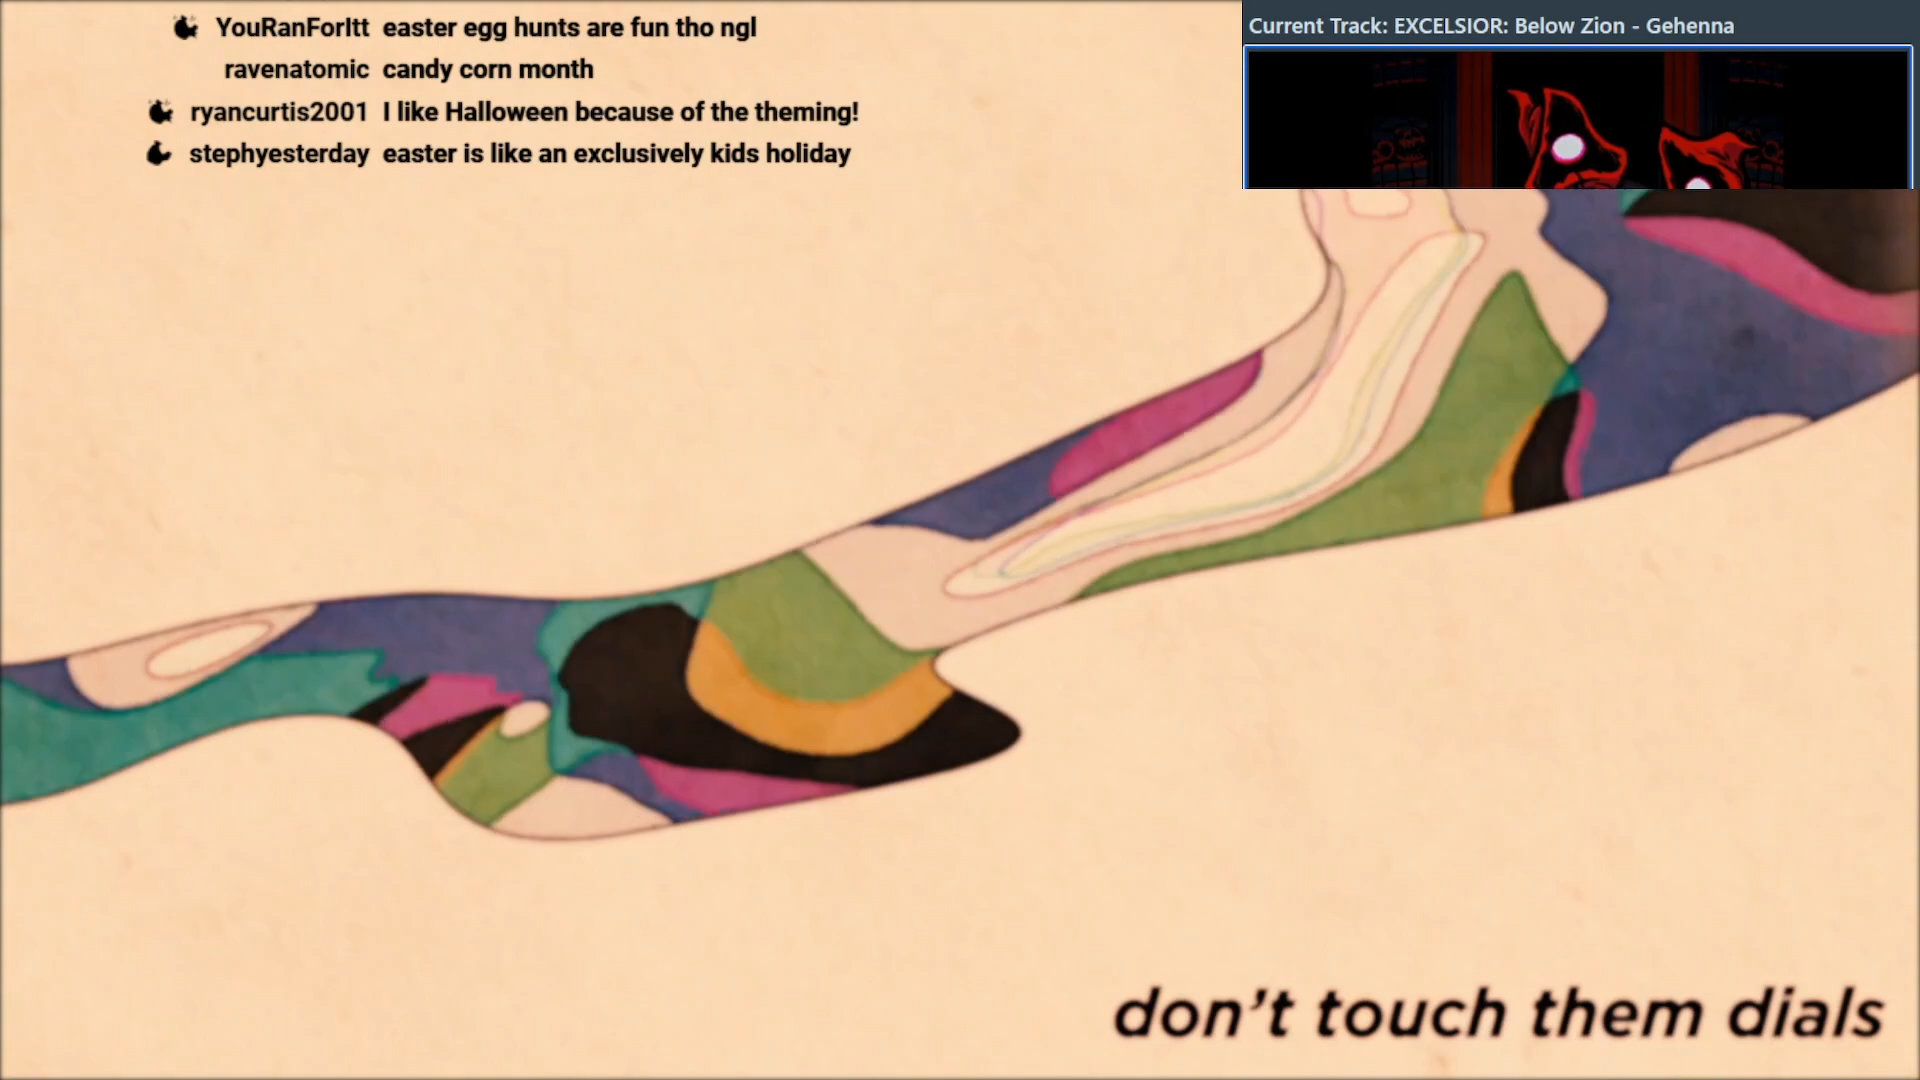 YouRanForItt easter egg hunts are fun tho ngl
ravenatomic candy corn month
ryancurtis2001 I like Halloween because of the theming!
stephyesterday easter is like an exclusively kids holiday
Current Track: EXCELSIOR: Below Zion - Gehenna
don't touch them dials